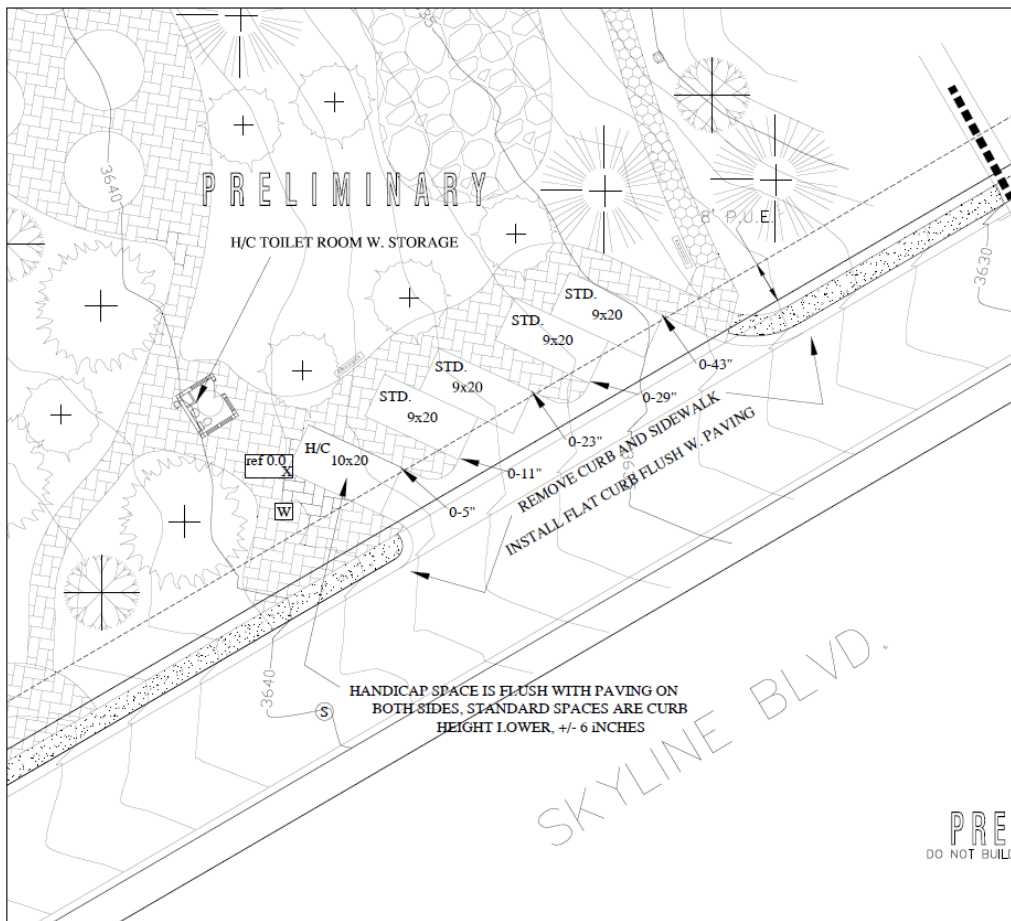 3640
PRELIMINARY
H/C TOILET ROOM W. STORAGE
8' P.U.E.
3630
STD.
9x20
STD.
9x20
STD.
9x20
STD.
9x20
H/C
10x20
ref 0.0
X
W
0-43"
0-29"
0-23"
0-11"
0-5"
REMOVE CURB AND SIDEWALK
INSTALL FLAT CURB FLUSH W. PAVING
3640
S
HANDICAP SPACE IS FLUSH WITH PAVING ON
BOTH SIDES, STANDARD SPACES ARE CURB
HEIGHT LOWER, +/- 6 iNCHES
SKYLINE BLVD.
PRE
DO NOT BUIL